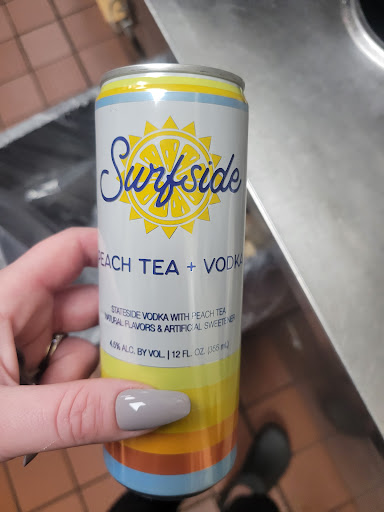 Surfside
PEACH TEA + VODKA
STATESIDE VODKA WITH PEACH TEA
NATURAL FLAVORS & ARTIFICIAL SWEETENER
4.5% ALC. BY VOL. | 12 FL. OZ. (355 mL)